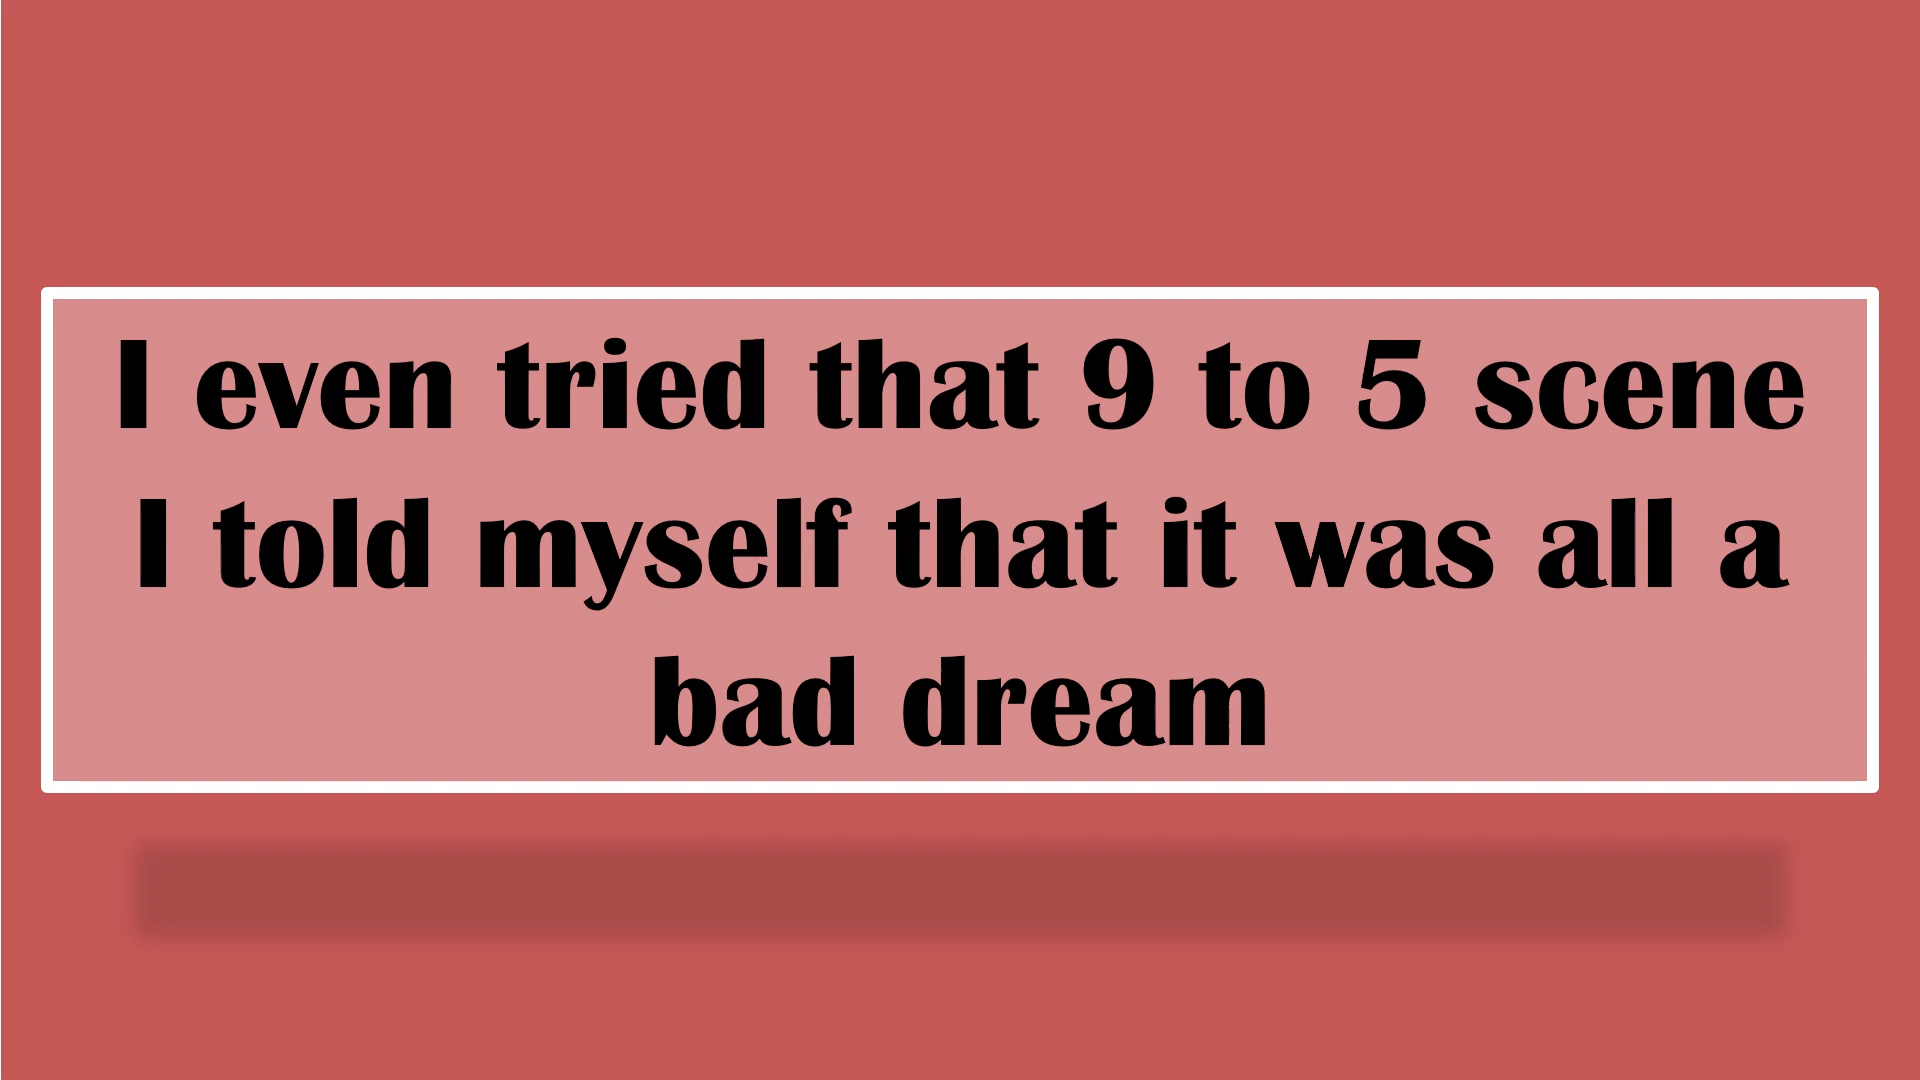 I even tried that 9 to 5 scene
I told myself that it was all a
bad dream